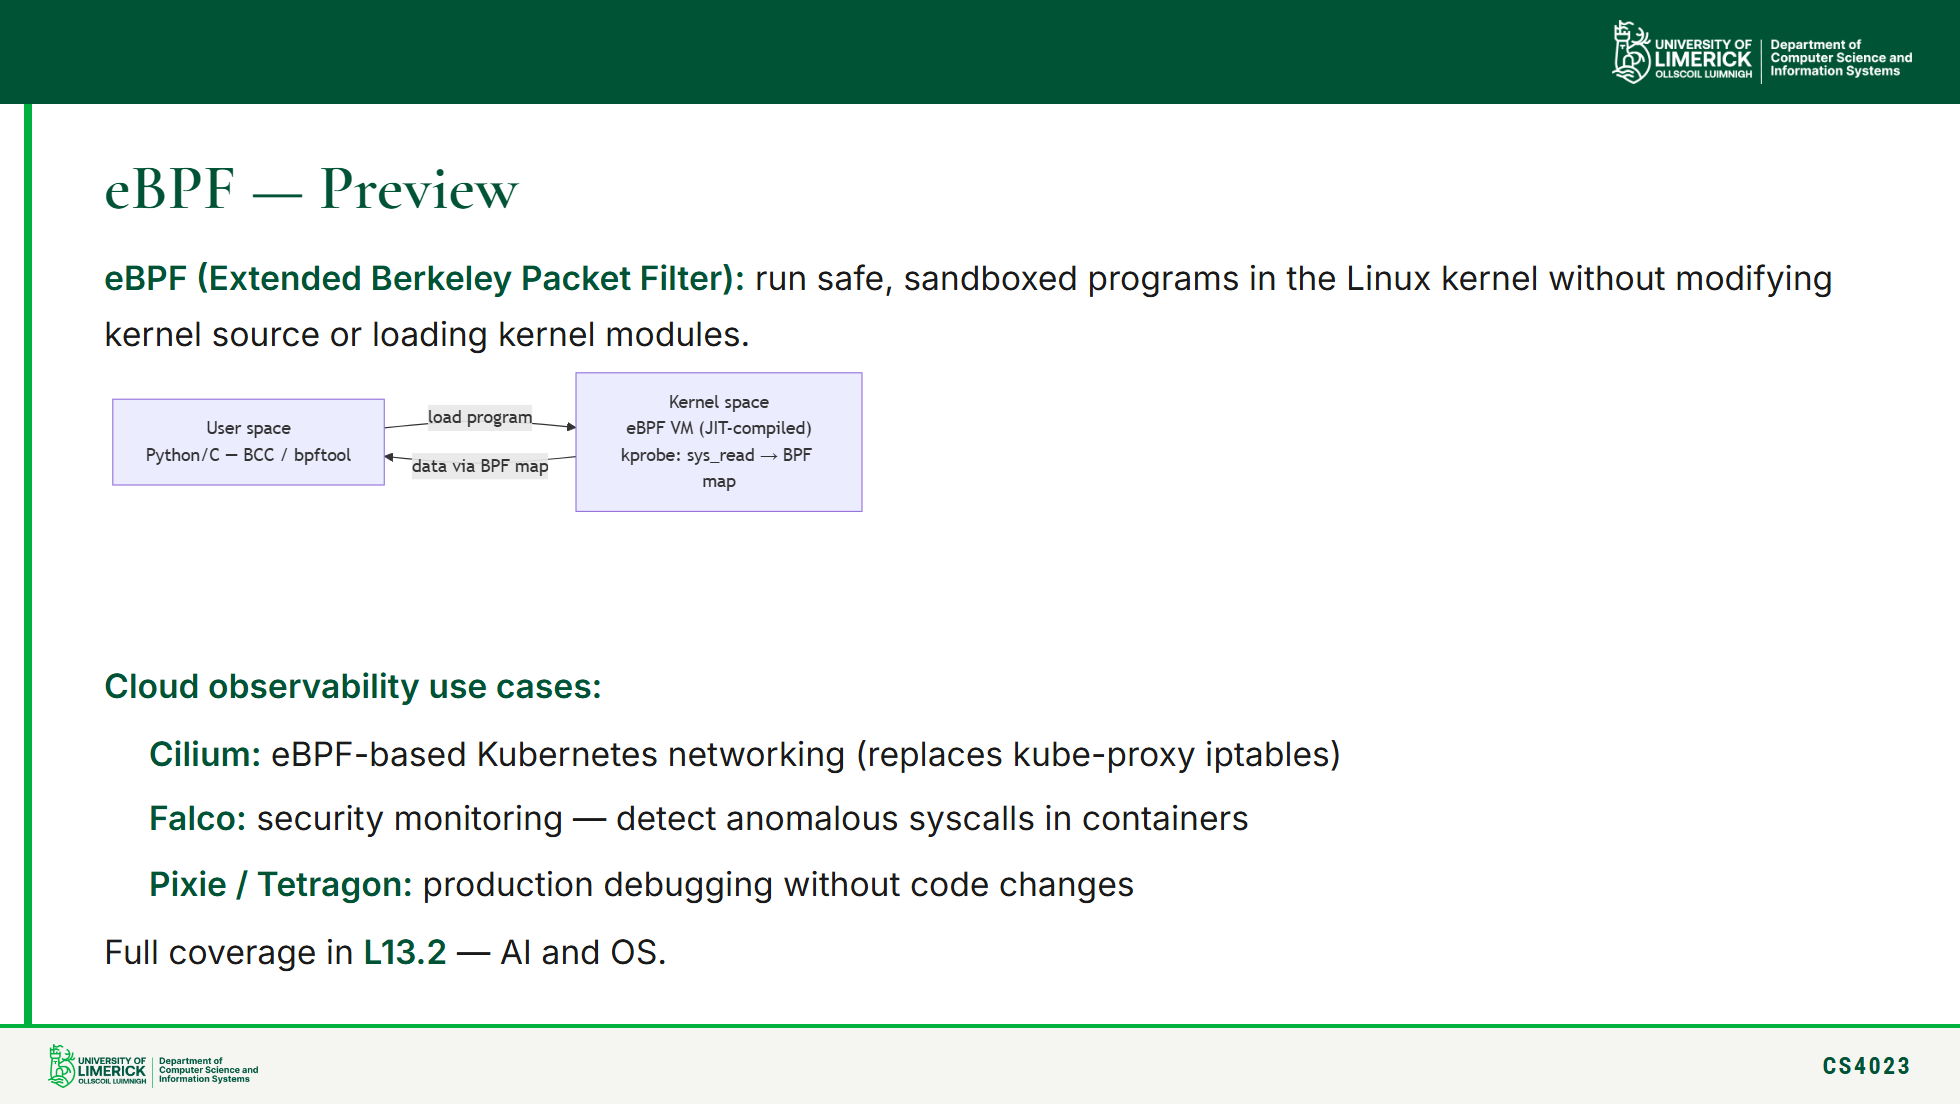 UNIVERSITY OF
LIMERICK
OLLSCOIL LUIMNIGH
Department of
Computer Science and
Information Systems
eBPF — Preview
eBPF (Extended Berkeley Packet Filter): run safe, sandboxed programs in the Linux kernel without modifying
kernel source or loading kernel modules.
User space
Python/C — BCC / bpftool
load program
data via BPF map
Kernel space
eBPF VM (JIT-compiled)
kprobe: sys_read → BPF
map
Cloud observability use cases:
Cilium: eBPF-based Kubernetes networking (replaces kube-proxy iptables)
Falco: security monitoring — detect anomalous syscalls in containers
Pixie / Tetragon: production debugging without code changes
Full coverage in L13.2 — AI and OS.
UNIVERSITY OF
LIMERICK
OLLSCOIL LUIMNIGH
Department of
Computer Science and
Information Systems
CS4023